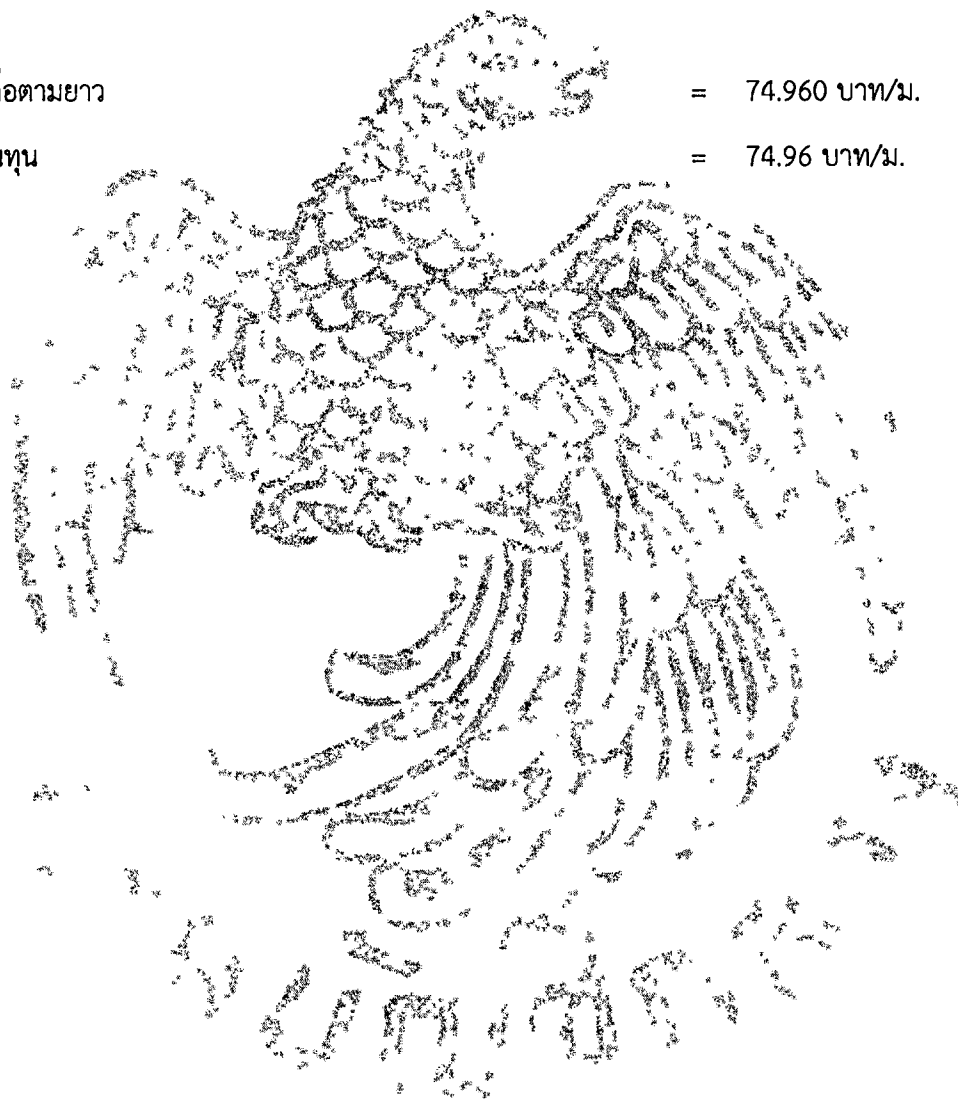 อตามยาว = 74.960 บาท/ม.
ทุน = 74.96 บาท/ม.